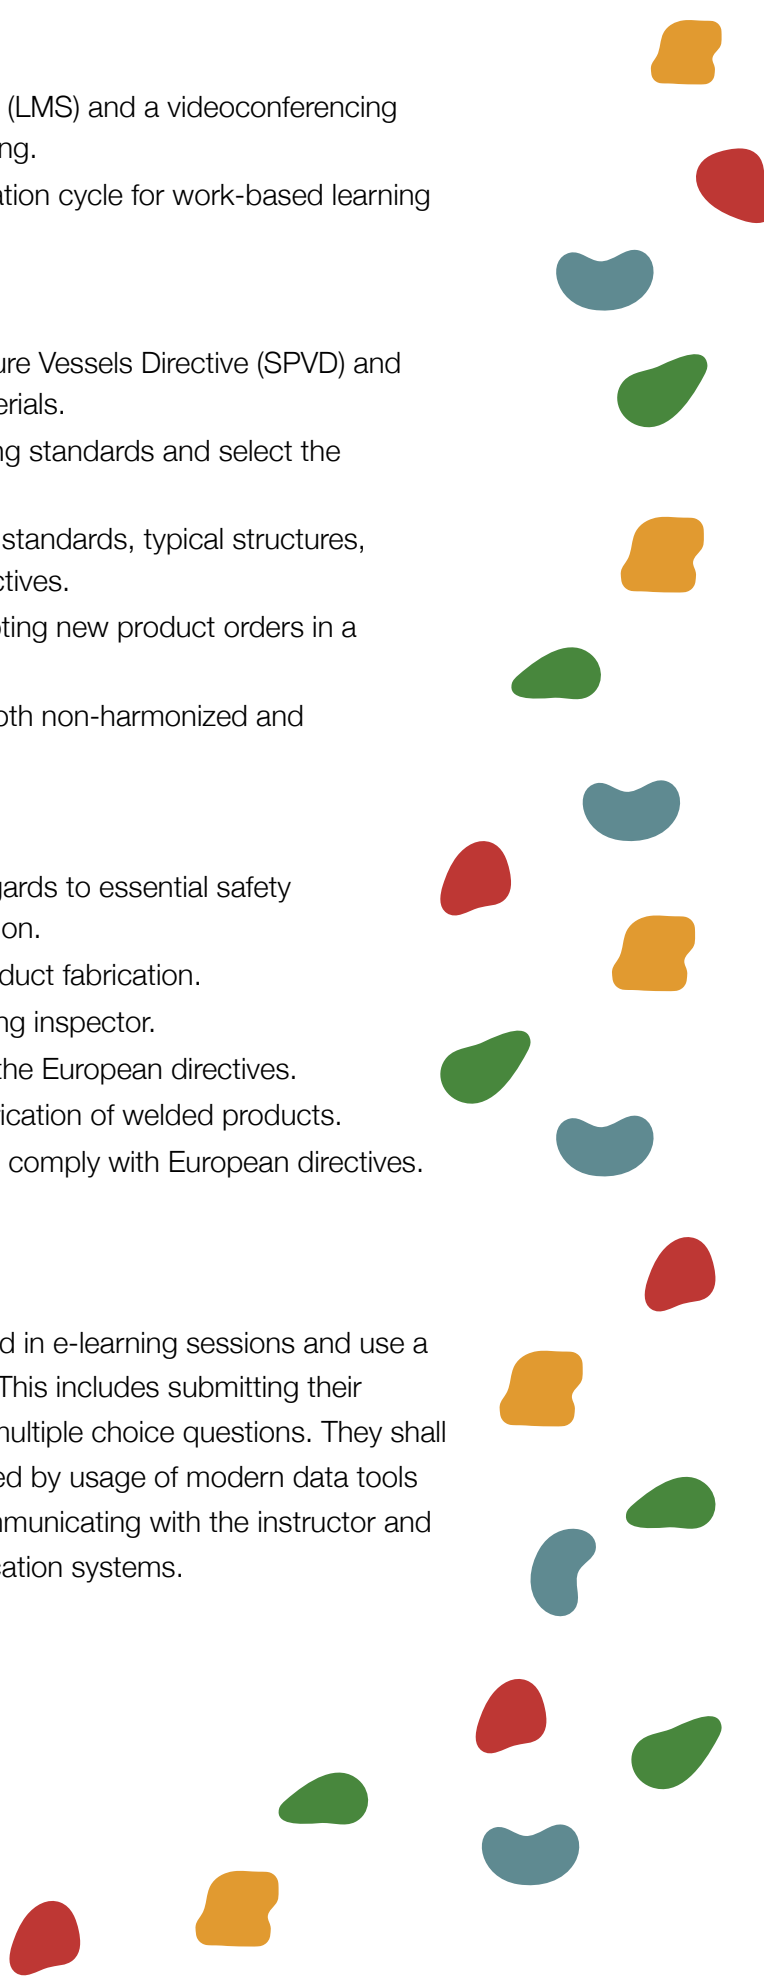 (LMS) and a videoconferencing
ng.
ation cycle for work-based learning
ure Vessels Directive (SPVD) and
erials.
ng standards and select the
standards, typical structures,
ctives.
pting new product orders in a
oth non-harmonized and
gards to essential safety
on.
duct fabrication.
ng inspector.
the European directives.
ication of welded products.
comply with European directives.
d in e-learning sessions and use a
This includes submitting their
multiple choice questions. They shall
ed by usage of modern data tools
mmunicating with the instructor and
cation systems.